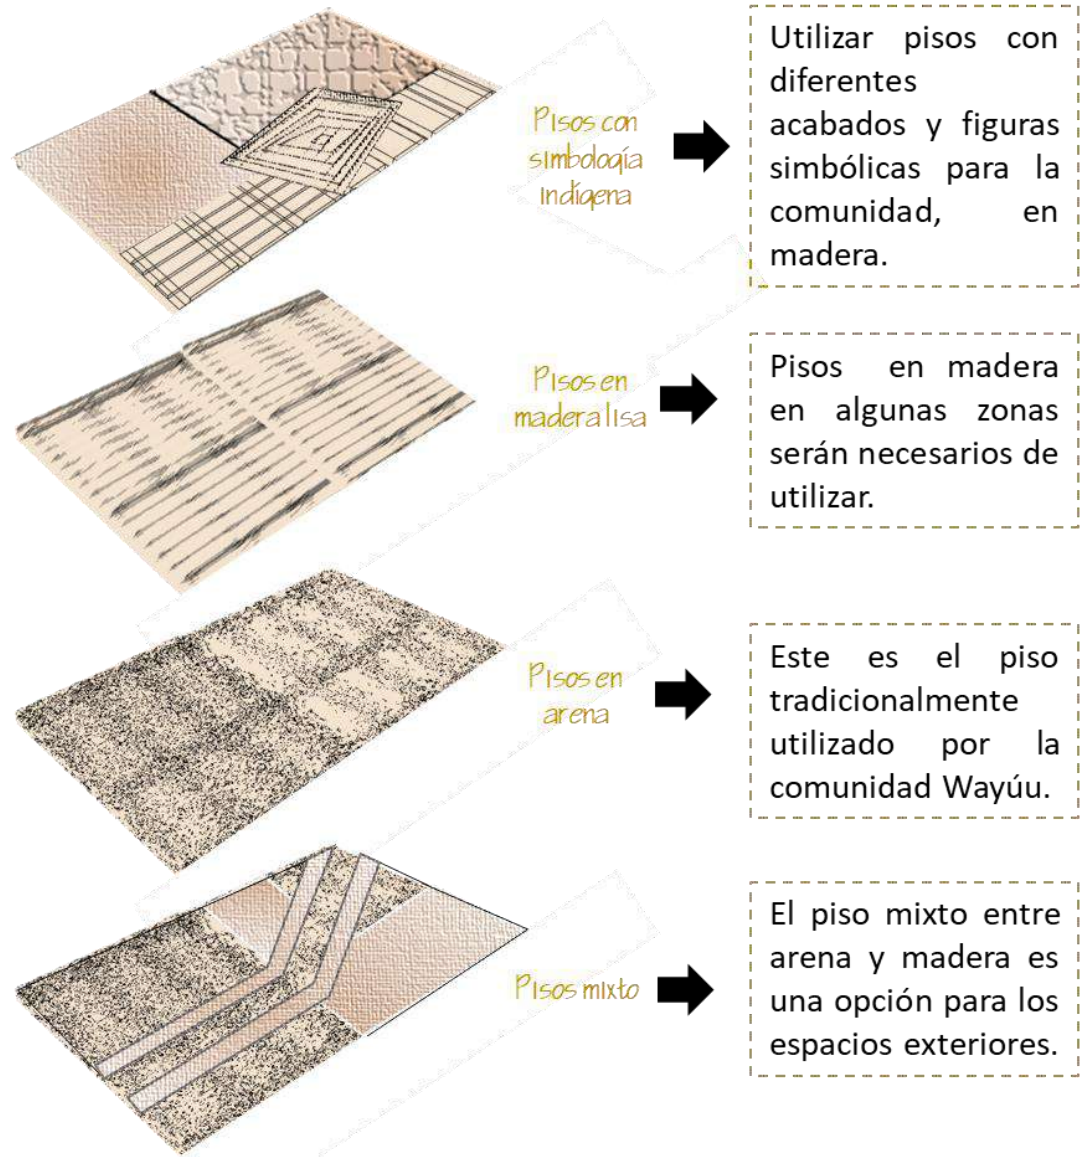 Pisos con
simbología
indígena
Utilizar pisos con
diferentes
acabados y figuras
simbólicas para la
comunidad, en
madera.
Pisos en
madera lisa
Pisos en madera
en algunas zonas
serán necesarios de
utilizar.
Pisos en
arena
Este es el piso
tradicionalmente
utilizado por la
comunidad Wayúu.
Pisos mixto
El piso mixto entre
arena y madera es
una opción para los
espacios exteriores.